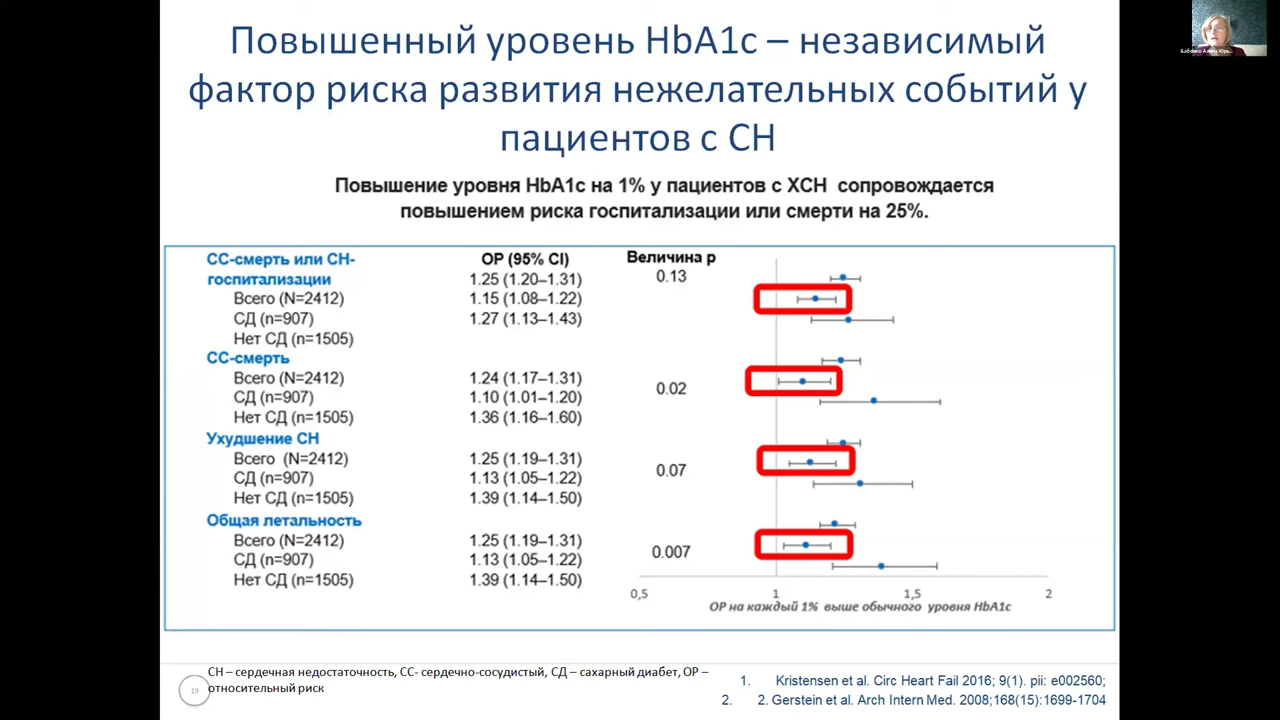 Повышенный уровень HbA1c – независимый
фактор риска развития нежелательных событий у
пациентов с СН
Бабенко Алина Юрь...
Повышение уровня HbA1c на 1% у пациентов с ХСН сопровождается
повышением риска госпитализации или смерти на 25%.
СС-смерть или СН- ОР (95% CI) Величина p
госпитализации 1.25 (1.20–1.31) 0.13
Всего (N=2412) 1.15 (1.08–1.22)
СД (n=907) 1.27 (1.13–1.43)
Нет СД (n=1505)
СС-смерть
Всего (N=2412) 1.24 (1.17–1.31)
СД (n=907) 1.10 (1.01–1.20) 0.02
Нет СД (n=1505) 1.36 (1.16–1.60)
Ухудшение СН
Всего (N=2412) 1.25 (1.19–1.31)
СД (n=907) 1.13 (1.05–1.22) 0.07
Нет СД (n=1505) 1.39 (1.14–1.50)
Общая летальность
Всего (N=2412) 1.25 (1.19–1.31)
СД (n=907) 1.13 (1.05–1.22) 0.007
Нет СД (n=1505) 1.39 (1.14–1.50)
0,5 1 1,5 2
ОР на каждый 1% выше обычного уровня HbA1c
СН – сердечная недостаточность, СС- сердечно-сосудистый, СД – сахарный диабет, ОР –
относительный риск
19
1. Kristensen et al. Circ Heart Fail 2016; 9(1). pii: e002560;
2. 2. Gerstein et al. Arch Intern Med. 2008;168(15):1699-1704